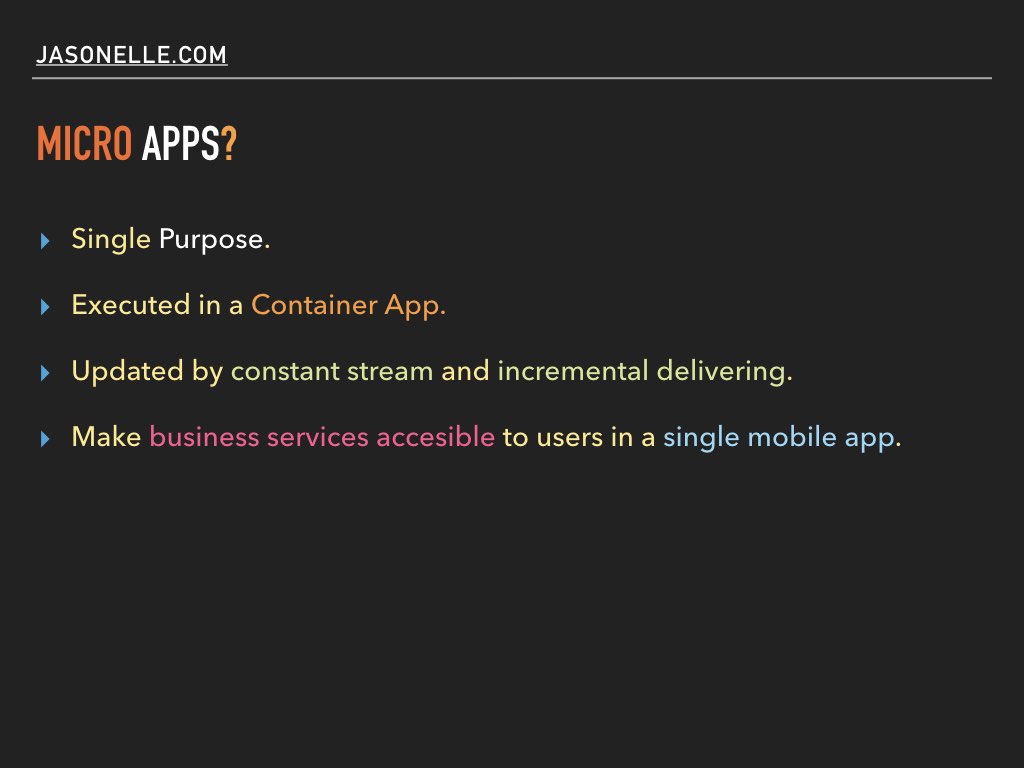 JASONELLE.COM
MICRO APPS?
Single Purpose.
Executed in a Container App.
Updated by constant stream and incremental delivering.
Make business services accesible to users in a single mobile app.